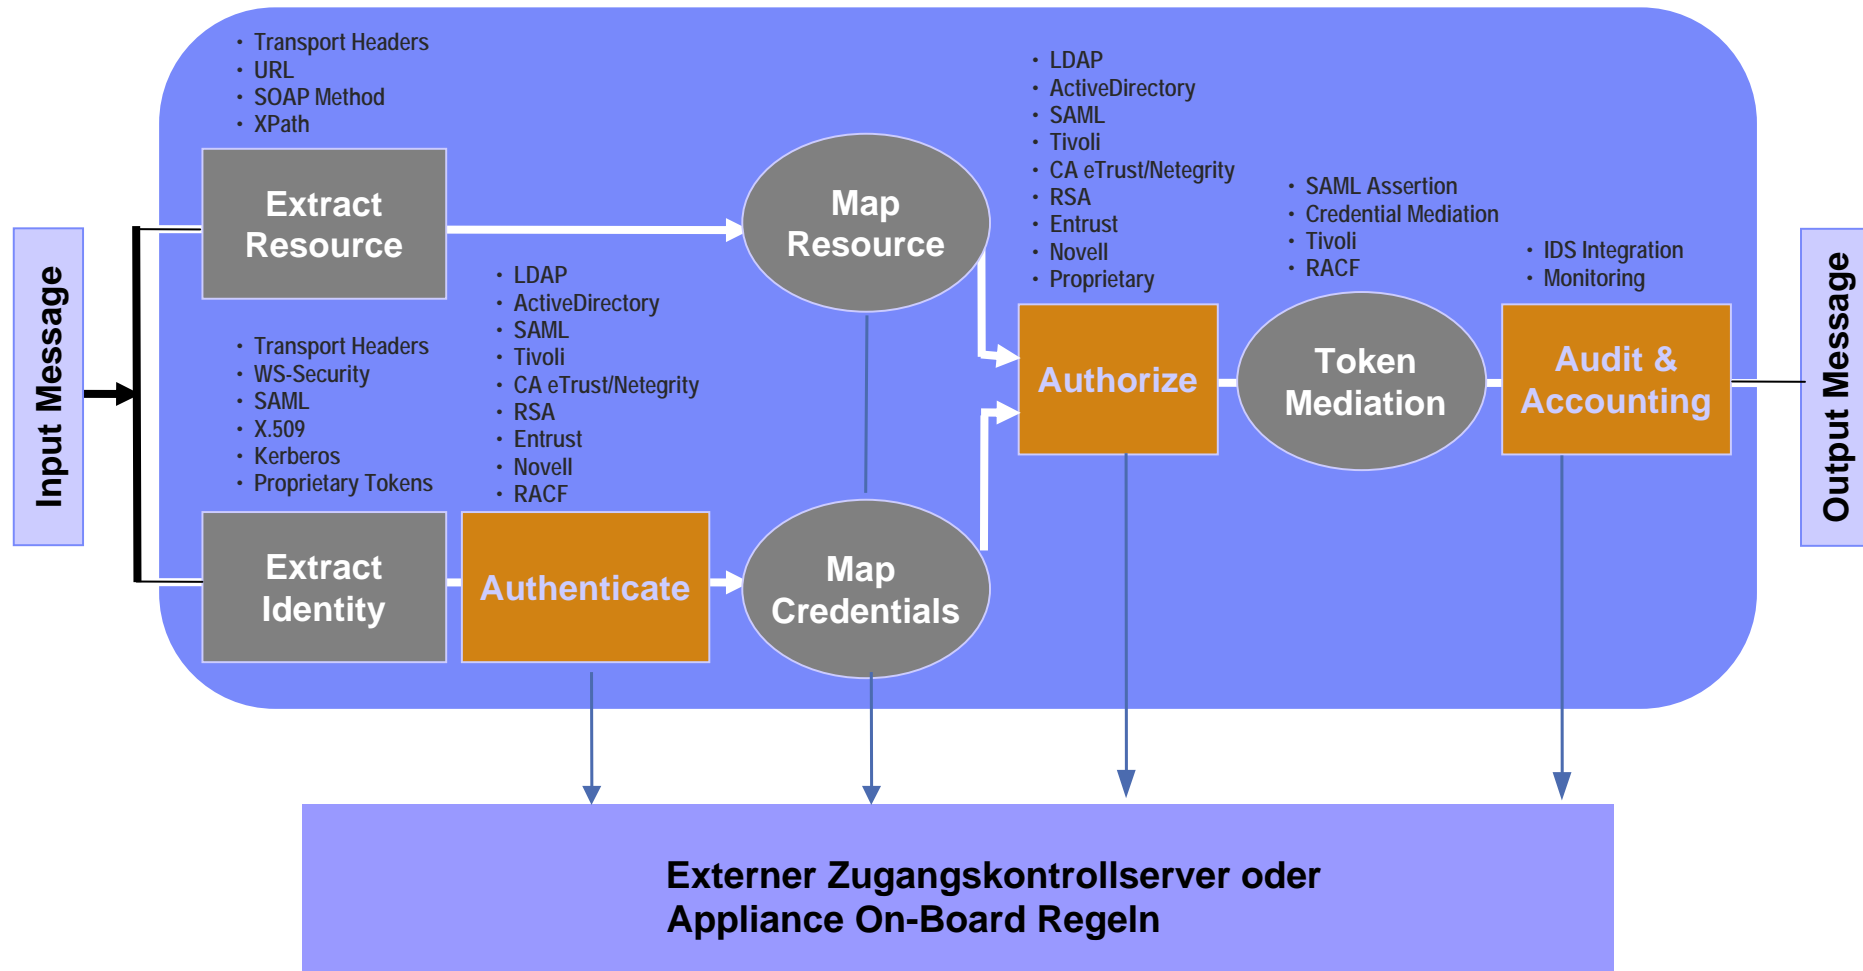 Input Message
• Transport Headers
• URL
• SOAP Method
• XPath
Extract
Resource
• Transport Headers
• WS-Security
• SAML
• X.509
• Kerberos
• Proprietary Tokens
Extract
Identity
• LDAP
• ActiveDirectory
• SAML
• Tivoli
• CA eTrust/Netegrity
• RSA
• Entrust
• Novell
• RACF
Authenticate
Map
Resource
Map
Credentials
• LDAP
• ActiveDirectory
• SAML
• Tivoli
• CA eTrust/Netegrity
• RSA
• Entrust
• Novell
• Proprietary
Authorize
• SAML Assertion
• Credential Mediation
• Tivoli
• RACF
Token
Mediation
• IDS Integration
• Monitoring
Audit &
Accounting
Output Message
Externer Zugangskontrollserver oder
Appliance On-Board Regeln